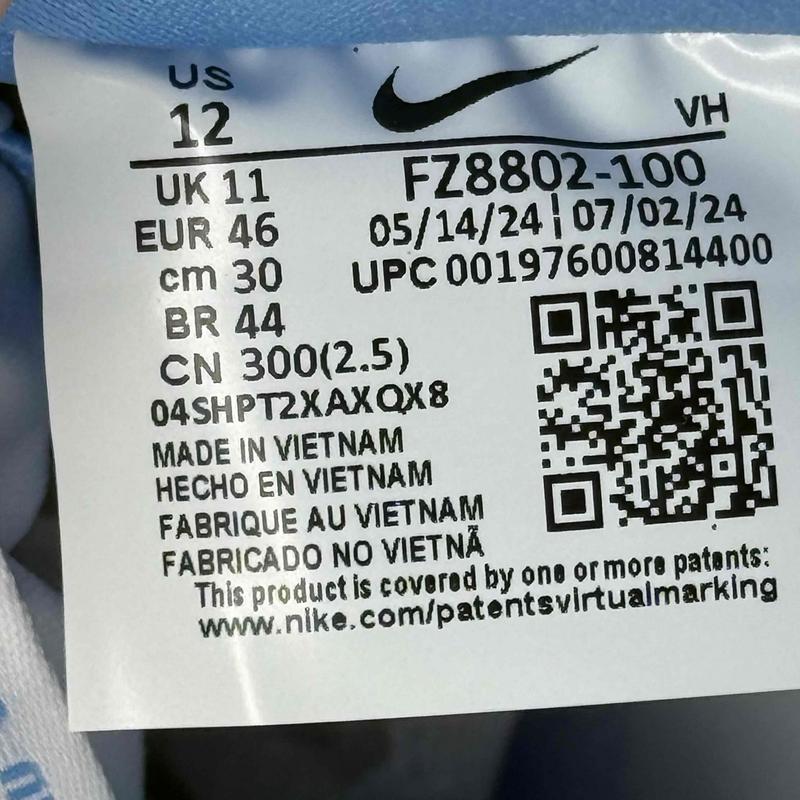 US
12
VH
UK 11
FZ8802-100
EUR 46
05/14/24 | 07/02/24
cm 30
UPC 00197600814400
BR 44
CN 300(2.5)
04SHPT2XAXQX8
MADE IN VIETNAM
HECHO EN VIETNAM
FABRIQUE AU VIETNAM
FABRICADO NO VIETNÃ
This product is covered by one or more patents:
www.nike.com/patentsvirtualmarking